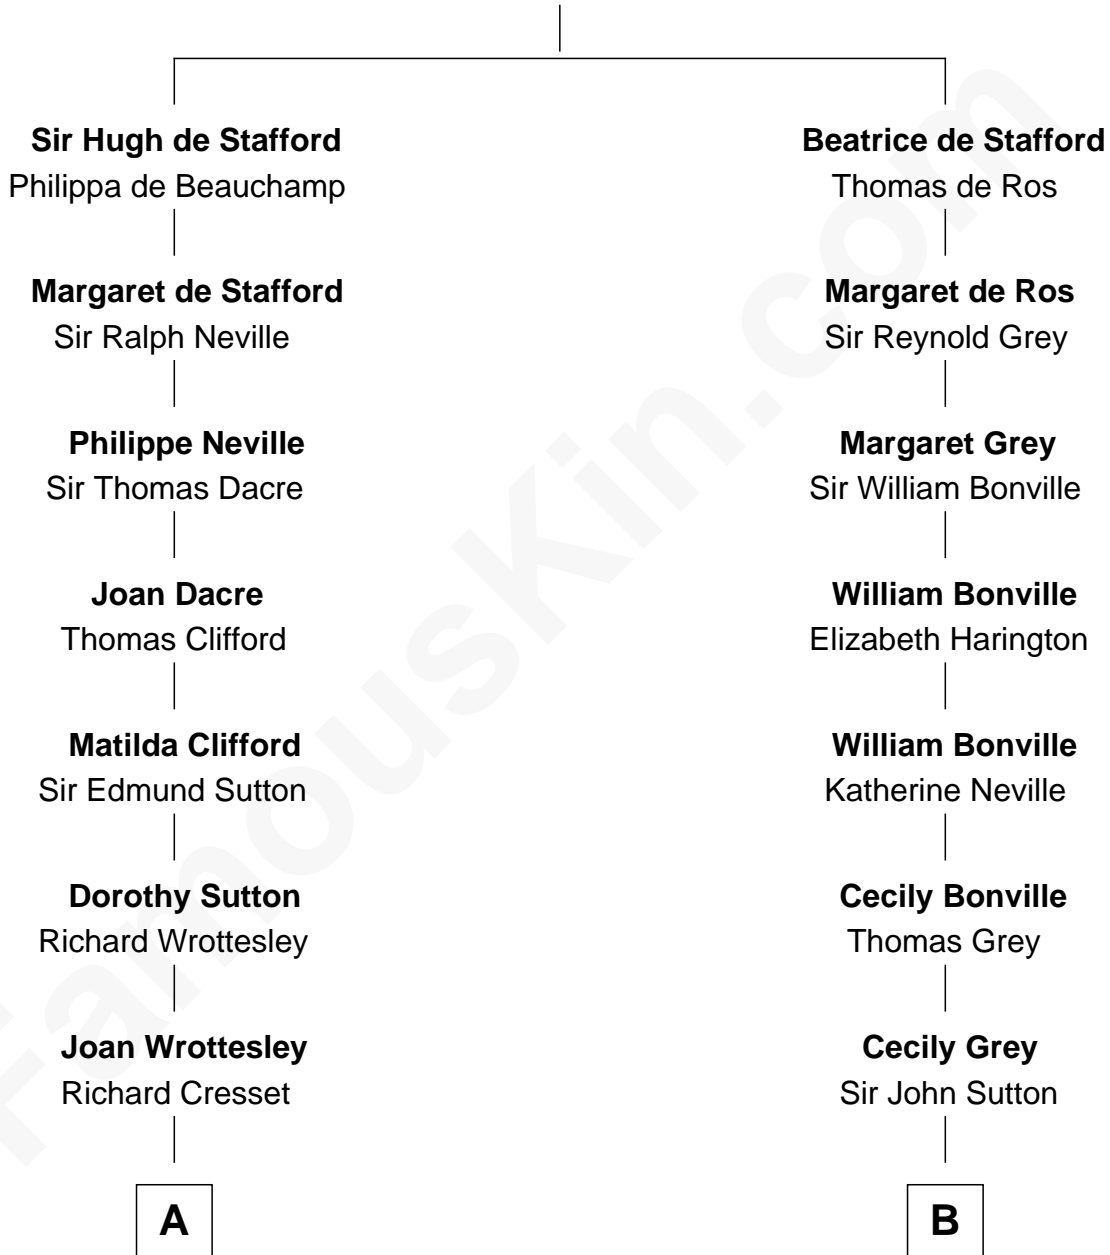 Sir Hugh de Stafford
Philippa de Beauchamp
Margaret de Stafford
Sir Ralph Neville
Philippe Neville
Sir Thomas Dacre
Joan Dacre
Thomas Clifford
Matilda Clifford
Sir Edmund Sutton
Dorothy Sutton
Richard Wrottesley
Joan Wrottesley
Richard Cresset
A
Beatrice de Stafford
Thomas de Ros
Margaret de Ros
Sir Reynold Grey
Margaret Grey
Sir William Bonville
William Bonville
Elizabeth Harington
William Bonville
Katherine Neville
Cecily Bonville
Thomas Grey
Cecily Grey
Sir John Sutton
B
FamousKin.com